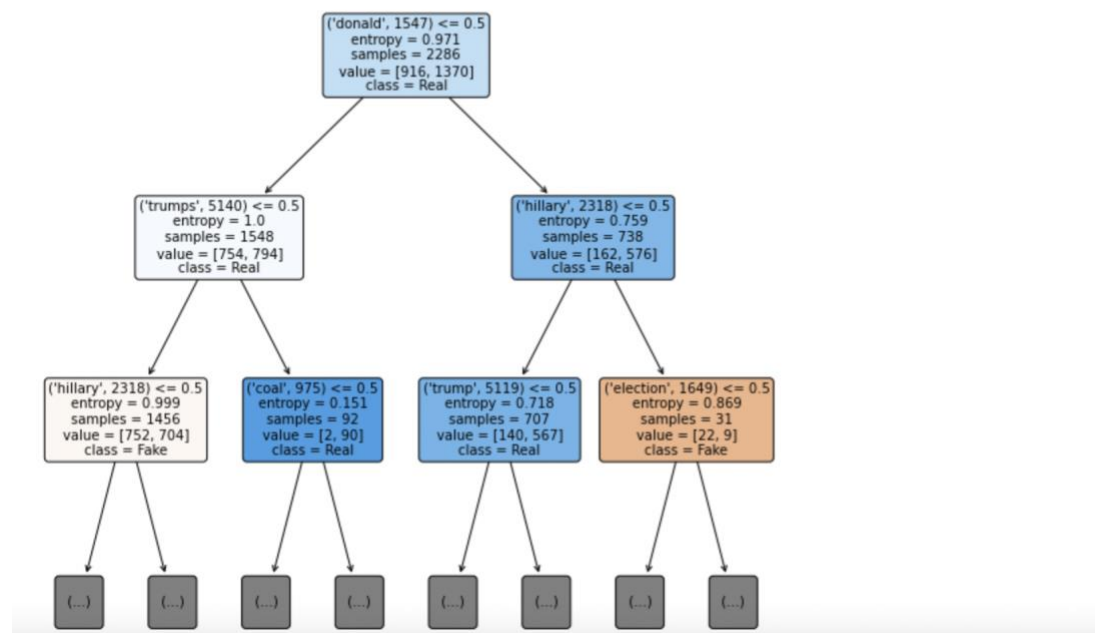 ('donald', 1547) <= 0.5
entropy = 0.971
samples = 2286
value = [916, 1370]
class = Real
('trumps', 5140) <= 0.5
entropy = 1.0
samples = 1548
value = [754, 794]
class = Real
('hillary', 2318) <= 0.5
entropy = 0.759
samples = 738
value = [162, 576]
class = Real
('hillary', 2318) <= 0.5
entropy = 0.999
samples = 1456
value = [752, 704]
class = Fake
('coal', 975) <= 0.5
entropy = 0.151
samples = 92
value = [2, 90]
class = Real
('trump', 5119) <= 0.5
entropy = 0.718
samples = 707
value = [140, 567]
class = Real
('election', 1649) <= 0.5
entropy = 0.869
samples = 31
value = [22, 9]
class = Fake
(...)
(...)
(...)
(...)
(...)
(...)
(...)
(...)